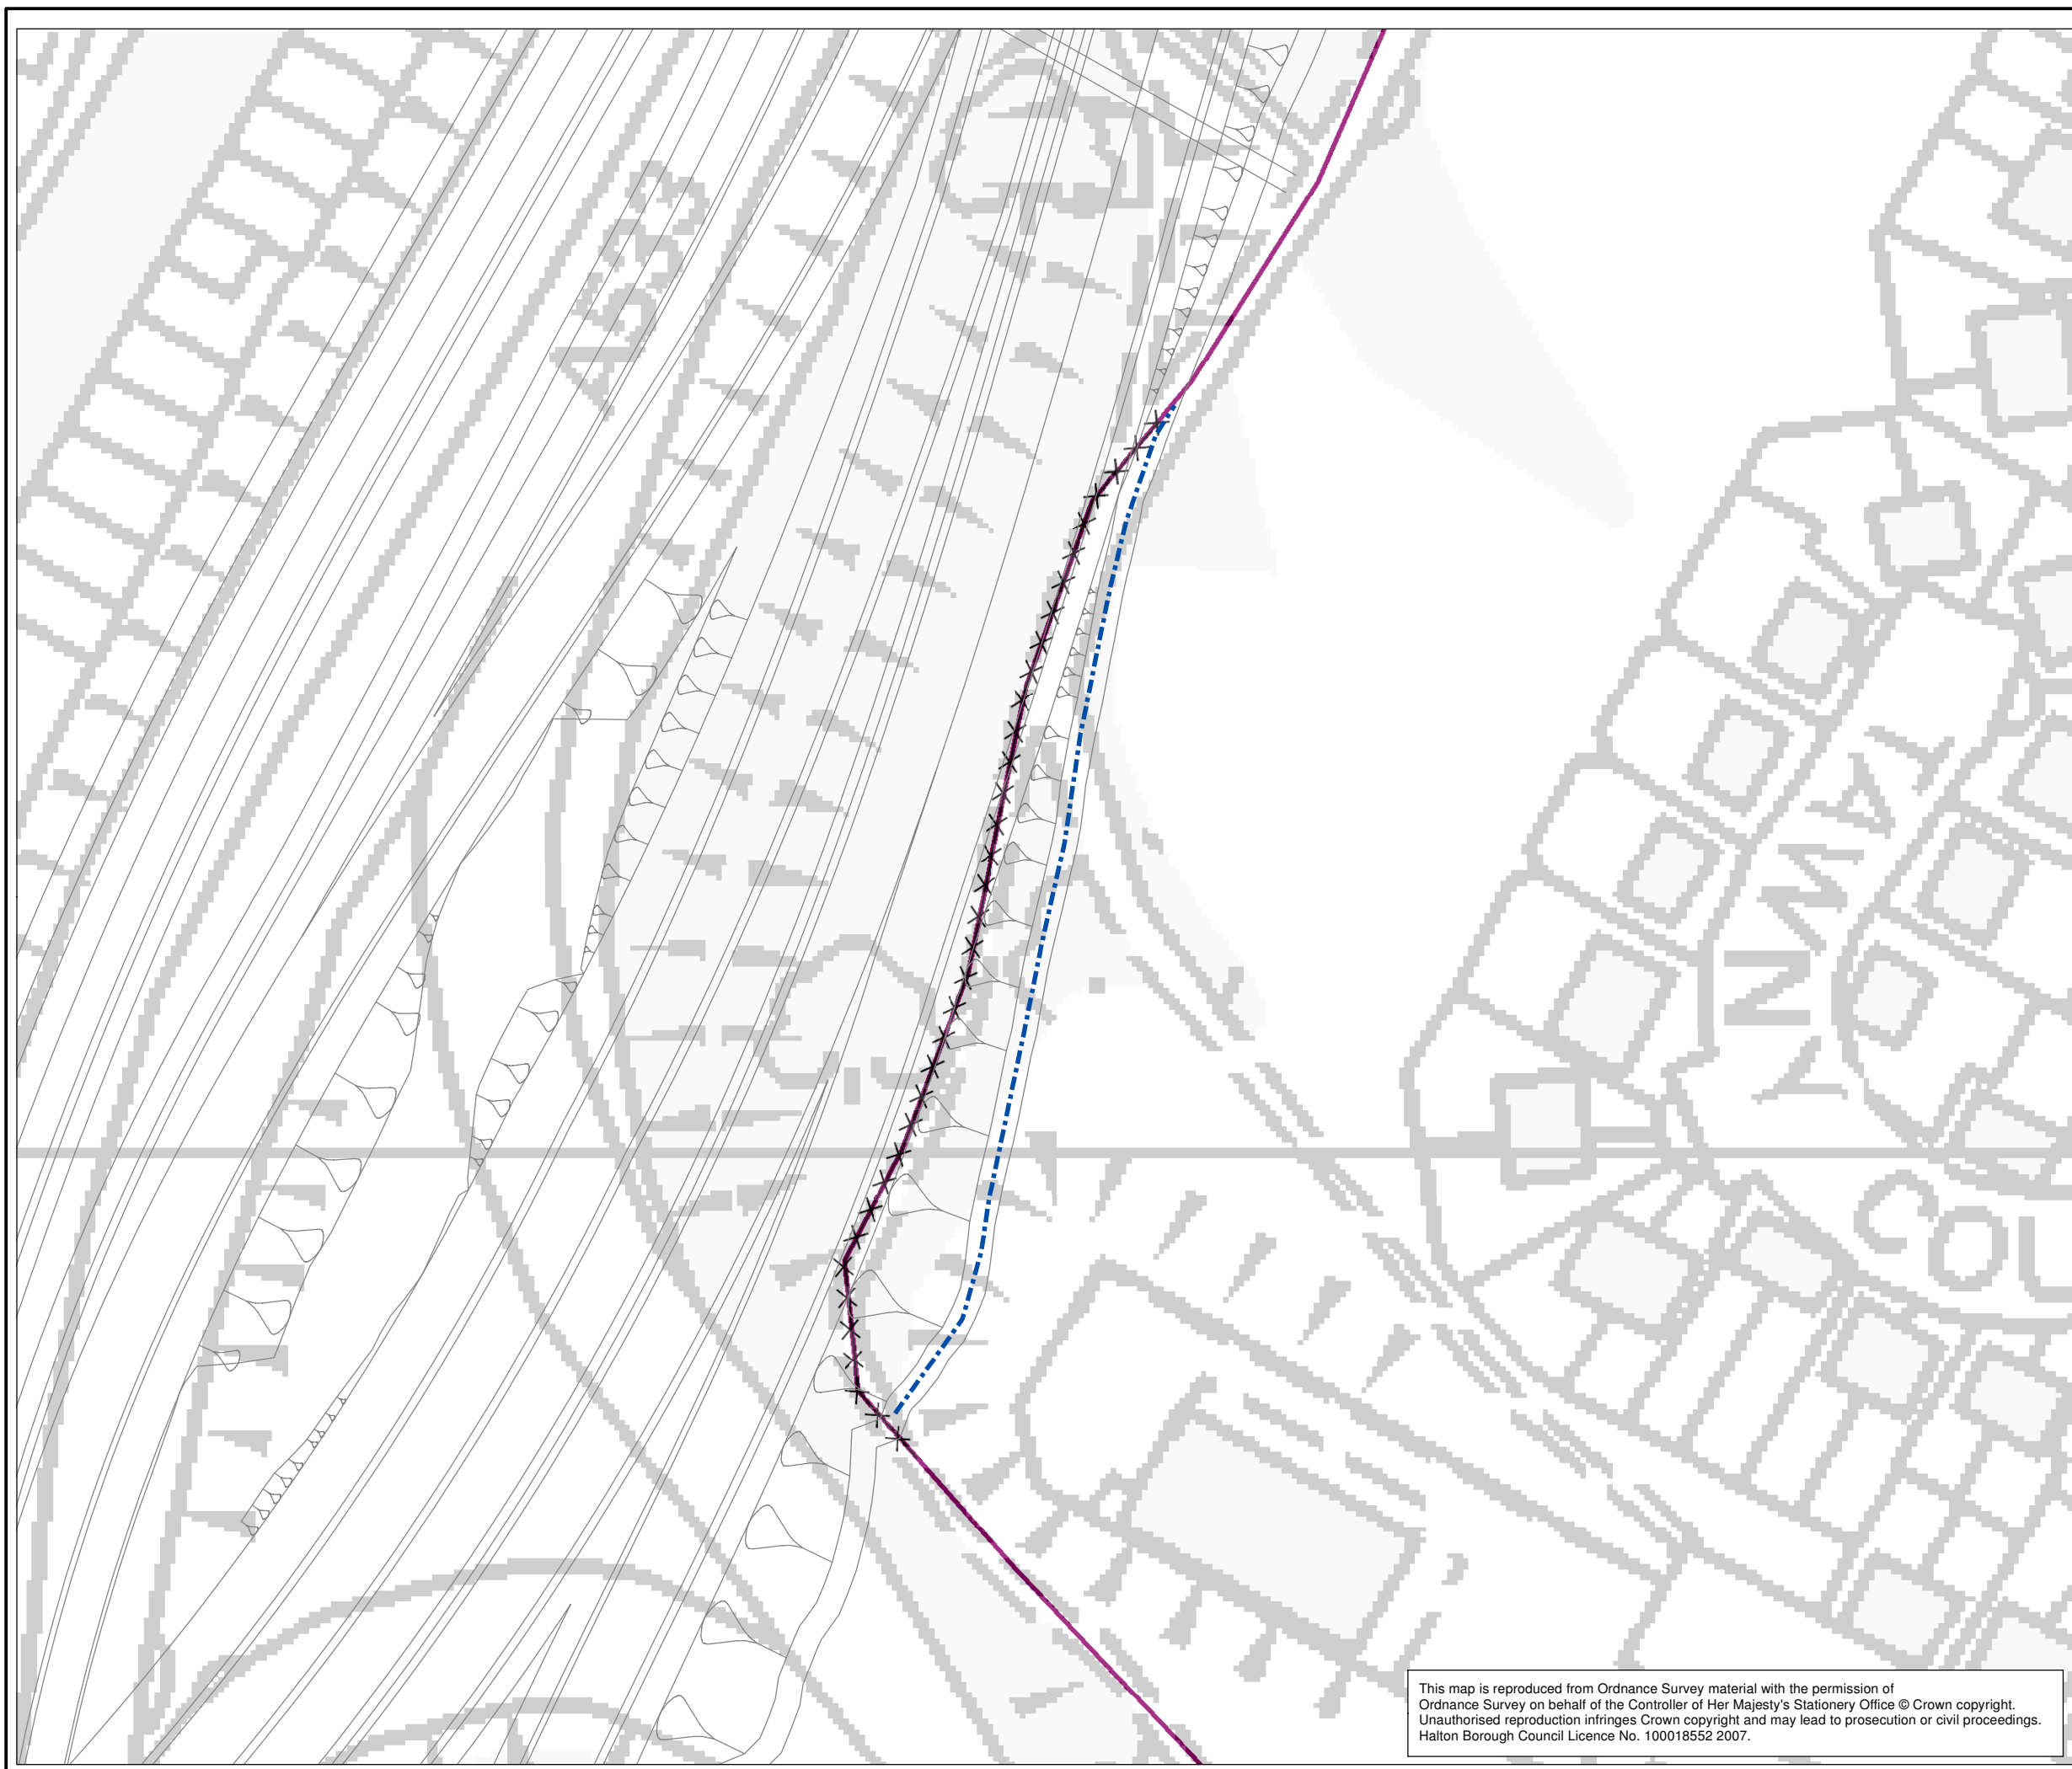 A533
This map is reproduced from Ordnance Survey material with the permission of
Ordnance Survey on behalf of the Controller of Her Majesty's Stationery Office © Crown copyright.
Unauthorised reproduction infringes Crown copyright and may lead to prosecution or civil proceedings.
Halton Borough Council Licence No. 100018552 2007.